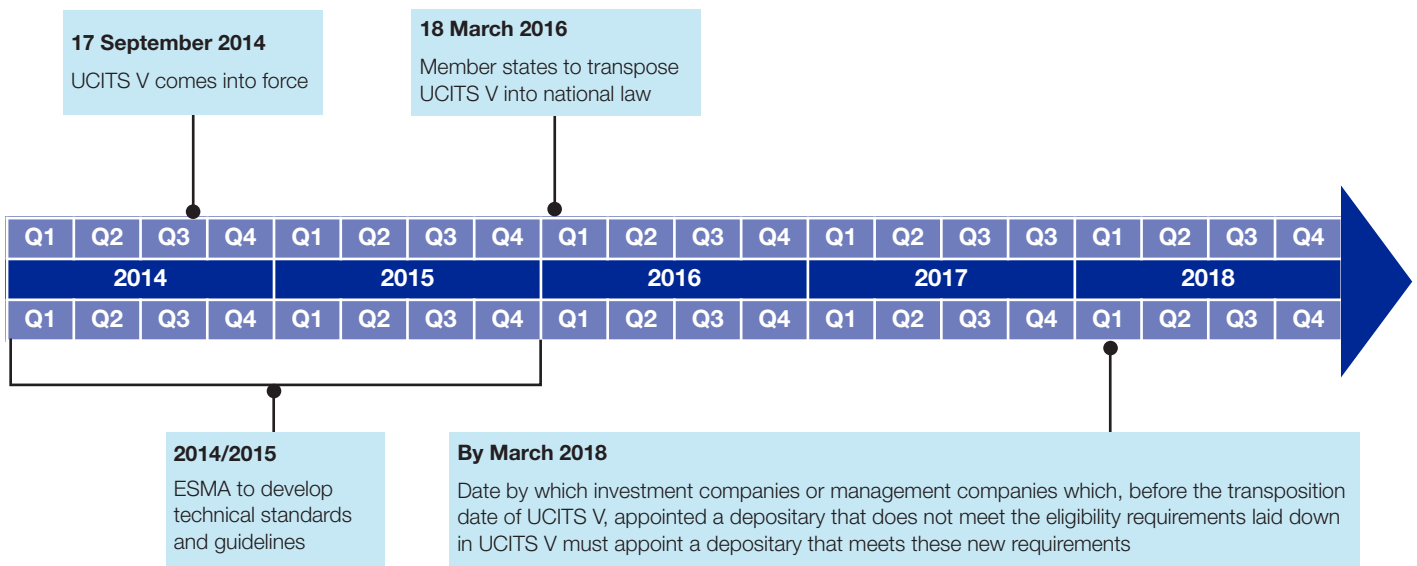 17 September 2014
UCITS V comes into force
18 March 2016
Member states to transpose
UCITS V into national law
Q1 Q2 Q3 Q4 Q1 Q2 Q3 Q4 Q1 Q2 Q3 Q4 Q1 Q2 Q3 Q3 Q1 Q2 Q3 Q4
2014 2015 2016 2017 2018
Q1 Q2 Q3 Q4 Q1 Q2 Q3 Q4 Q1 Q2 Q3 Q4 Q1 Q2 Q3 Q4 Q1 Q2 Q3 Q4
2014/2015
ESMA to develop
technical standards
and guidelines
By March 2018
Date by which investment companies or management companies which, before the transposition
date of UCITS V, appointed a depositary that does not meet the eligibility requirements laid down
in UCITS V must appoint a depositary that meets these new requirements